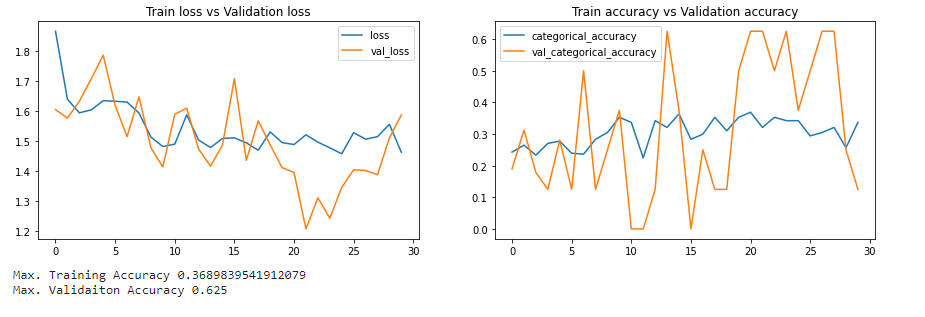 Train loss vs Validation loss
loss
val_loss
1.8
1.7
1.6
1.5
1.4
1.3
1.2
0 5 10 15 20 25 30
Train accuracy vs Validation accuracy
categorical_accuracy
val_categorical_accuracy
0.6
0.5
0.4
0.3
0.2
0.1
0.0
0 5 10 15 20 25 30
Max. Training Accuracy 0.3689839541912079
Max. Validaiton Accuracy 0.625